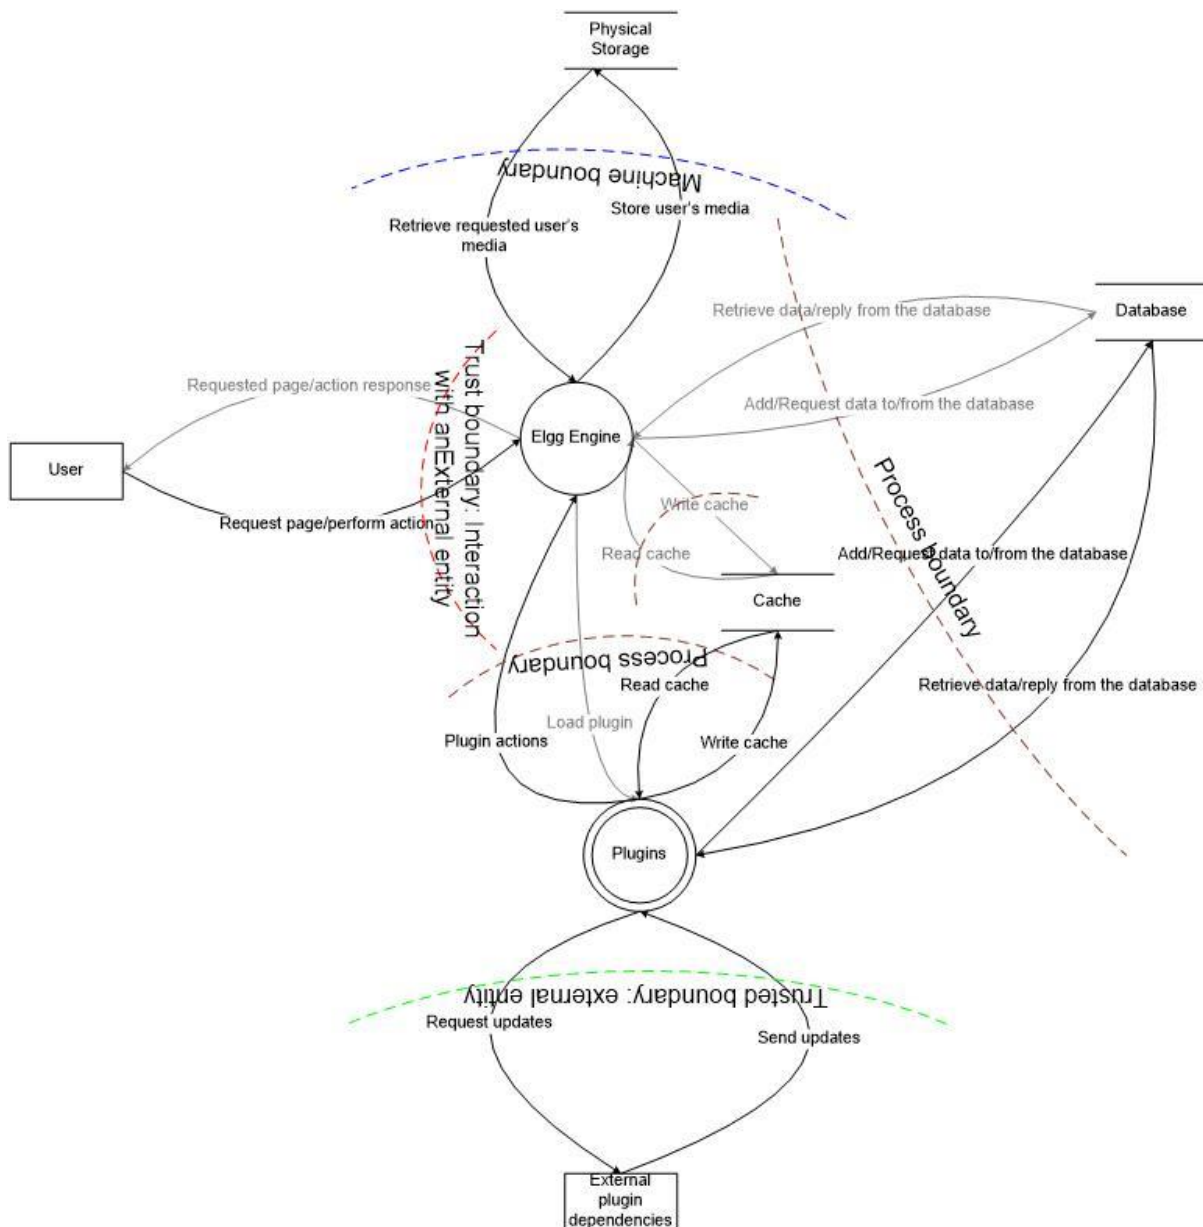 Physical
Storage
Machine boundary
Store user's media
Retrieve requested user's
media
Retrieve data/reply from the database
Database
Trust boundary: Interaction
with anExternal entity
Requested page/action response
Elgg Engine
Add/Request data to/from the database
User
Process boundary
Write cache
Request page/perform action
Read cache
Add/Request data to/from the database
Cache
Process boundary
Read cache
Retrieve data/reply from the database
Load plugin
Plugin actions
Write cache
Plugins
Trusted boundary: external entity
Request updates
Send updates
External
plugin
dependencies